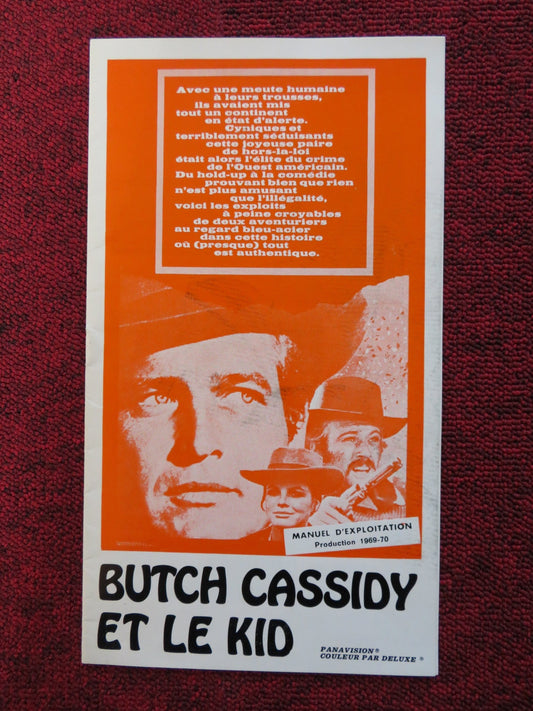 Avec une meute humaine
à leurs trousses,
ils avaient mis
tout un continent
en état d'alerte.
Cyniques et
terriblement séduisants
cette joyeuse paire
de hors-la-loi
était alors l'élite du crime
de l'Ouest américain.
Du hold-up à la comédie
prouvant bien que rien
n'est plus amusant
que l'illégalité,
voici les exploits
à peine croyables
de deux aventuriers
au regard bleu-acier
dans cette histoire
où (presque) tout
est authentique.
MANUEL D'EXPLOITATION
Production 1969-70
BUTCH CASSIDY
ET LE KID
PANAVISION®
COULEUR PAR DELUXE ®